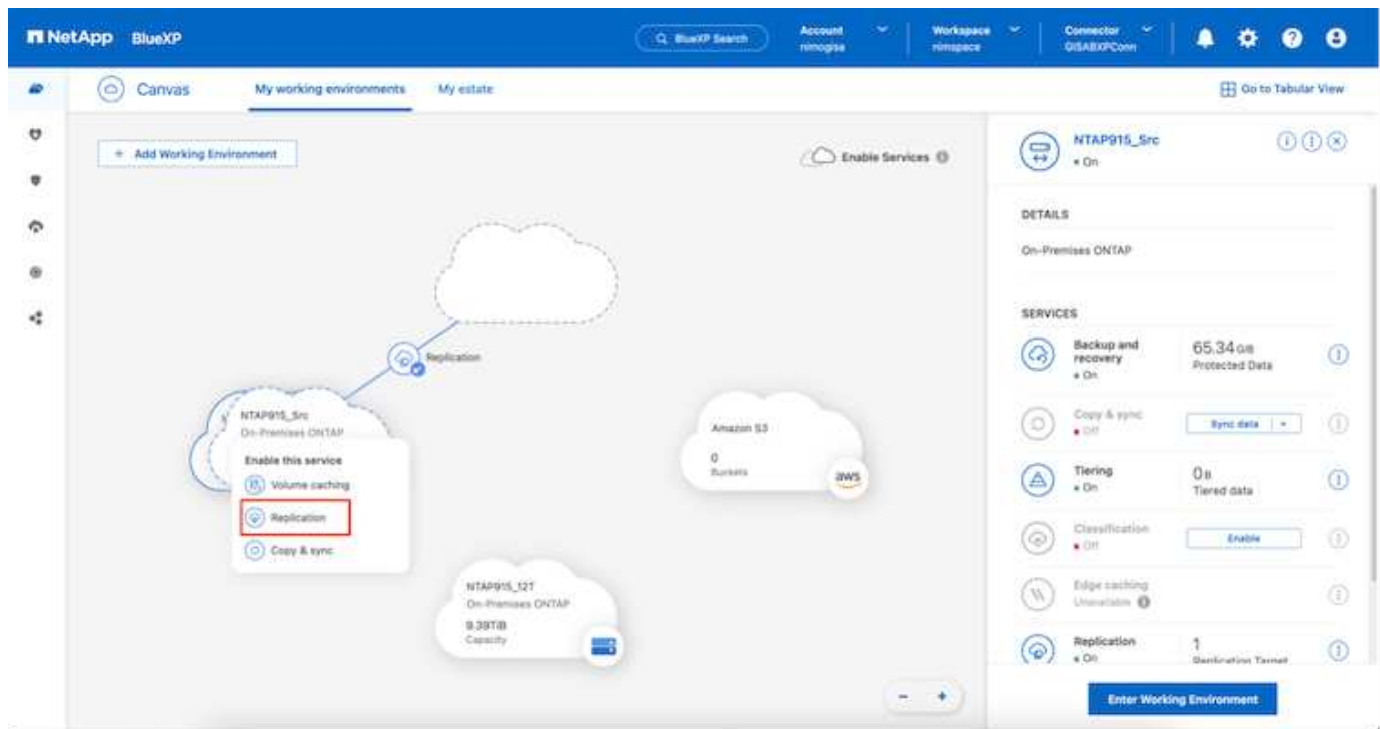 NetApp BlueXP
BlueXP Search
Account
nimogisa
Workspace
nimspace
Connector
GISABXPConn
Canvas
My working environments
My estate
Go to Tabular View
+ Add Working Environment
Enable Services
Replication
NTAP915_Src
On-Premises ONTAP
Enable this service
Volume caching
Replication
Copy & sync
Amazon S3
0
Buckets
aws
NTAP915_12T
On-Premises ONTAP
9.39TiB
Capacity
- +
NTAP915_Src
On
DETAILS
On-Premises ONTAP
SERVICES
Backup and
recovery
On
65.34 GiB
Protected Data
Copy & sync
Off
Sync data
Tiering
On
0 B
Tiered data
Classification
Off
Enable
Edge caching
Unavailable
Replication
On
1
Replication Target
Enter Working Environment